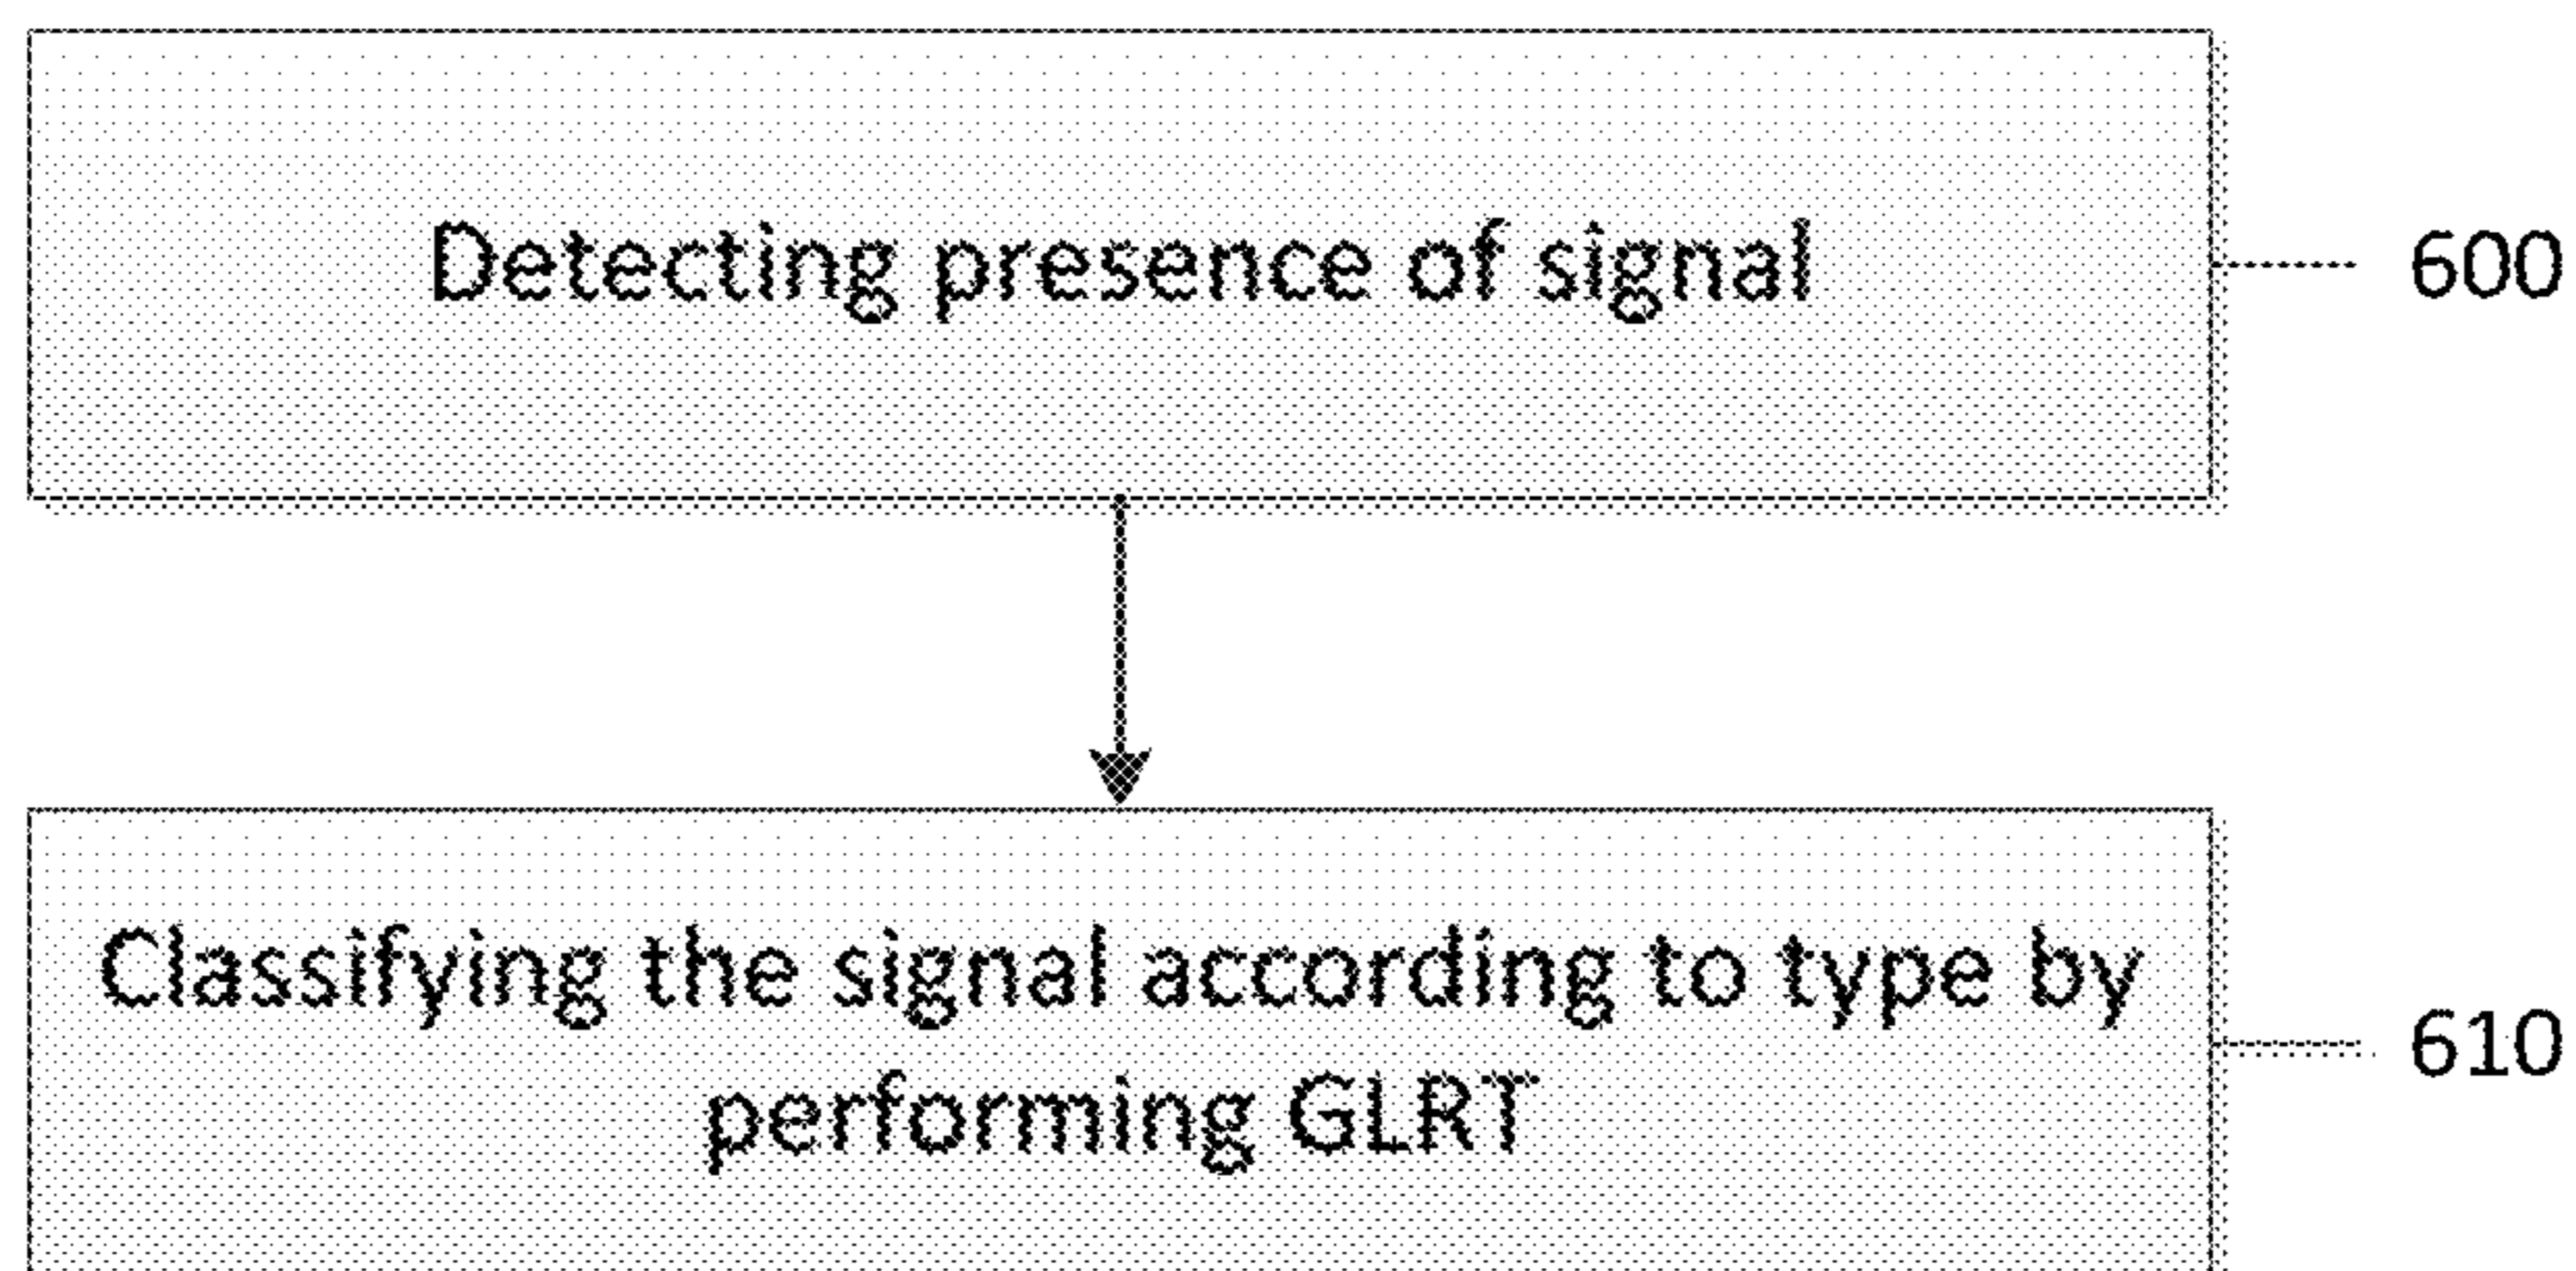 Detecting presence of signal
600
Classifying the signal according to type by
performing GLRT
610